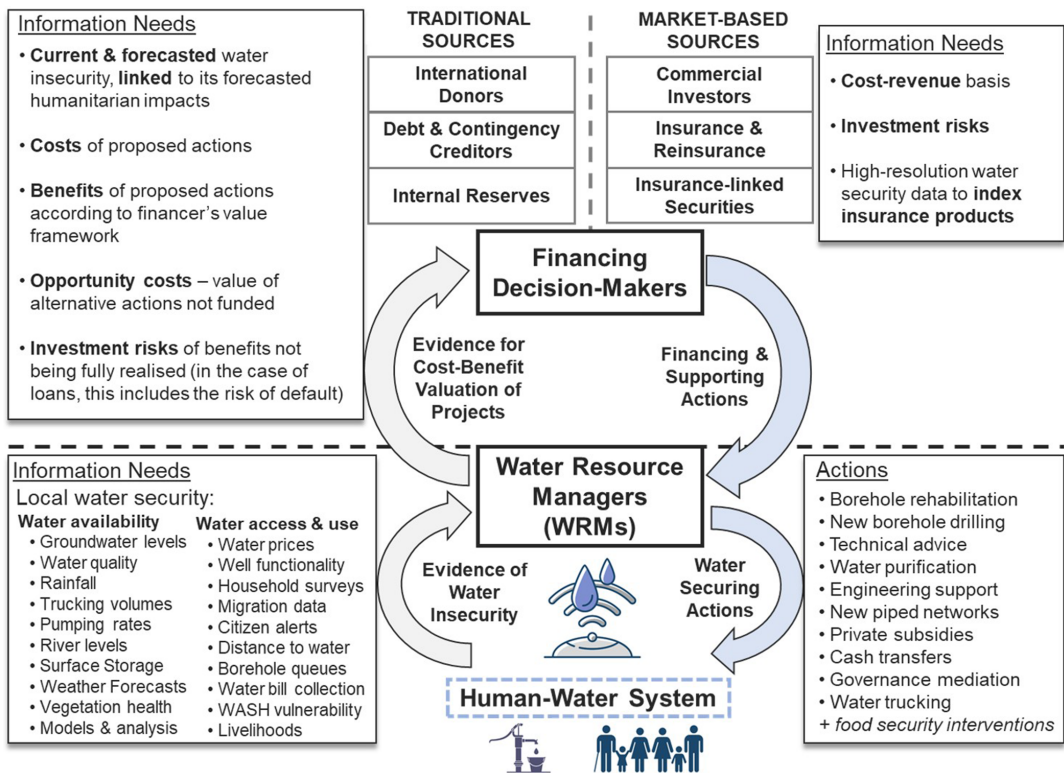 Information Needs
• Current & forecasted water
insecurity, linked to its forecasted
humanitarian impacts
• Costs of proposed actions
• Benefits of proposed actions
according to financer's value
framework
• Opportunity costs – value of
alternative actions not funded
• Investment risks of benefits not
being fully realised (in the case of
loans, this includes the risk of default)
TRADITIONAL
SOURCES
International
Donors
Debt & Contingency
Creditors
Internal Reserves
MARKET-BASED
SOURCES
Commercial
Investors
Insurance &
Reinsurance
Insurance-linked
Securities
Information Needs
• Cost-revenue basis
• Investment risks
• High-resolution water
security data to index
insurance products
Financing
Decision-Makers
Evidence for
Cost-Benefit
Valuation of
Projects
Financing &
Supporting
Actions
Information Needs
Local water security:
Water availability
• Groundwater levels
• Water quality
• Rainfall
• Trucking volumes
• Pumping rates
• River levels
• Surface Storage
• Weather Forecasts
• Vegetation health
• Models & analysis
Water access & use
• Water prices
• Well functionality
• Household surveys
• Migration data
• Citizen alerts
• Distance to water
• Borehole queues
• Water bill collection
• WASH vulnerability
• Livelihoods
Water Resource
Managers
(WRMs)
Evidence of
Water
Insecurity
Water
Securing
Actions
Human-Water System
Actions
• Borehole rehabilitation
• New borehole drilling
• Technical advice
• Water purification
• Engineering support
• New piped networks
• Private subsidies
• Cash transfers
• Governance mediation
• Water trucking
+ food security interventions